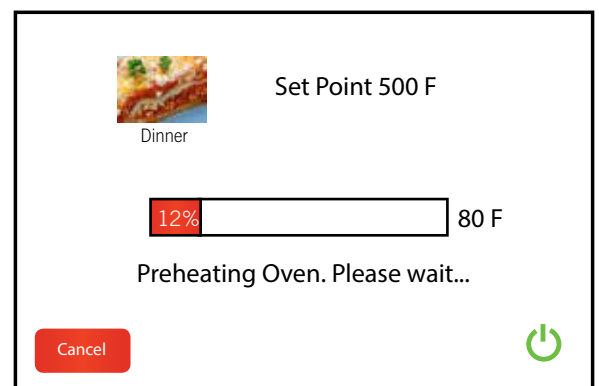 Set Point 500 F
Dinner
12%
80 F
Preheating Oven. Please wait...
Cancel